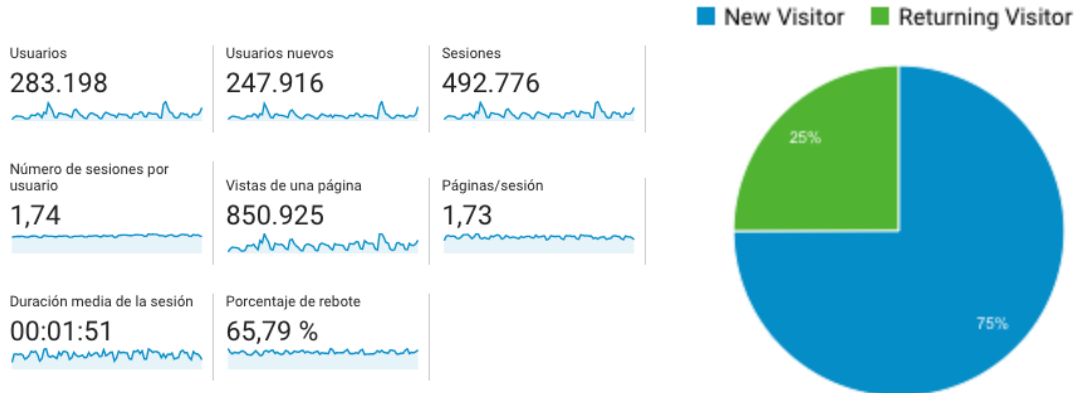 New Visitor
Returning Visitor
Usuarios
283.198
Usuarios nuevos
247.916
Sesiones
492.776
Número de sesiones por
usuario
1,74
Vistas de una página
850.925
Páginas/sesión
1,73
Duración media de la sesión
00:01:51
Porcentaje de rebote
65,79 %
25%
75%